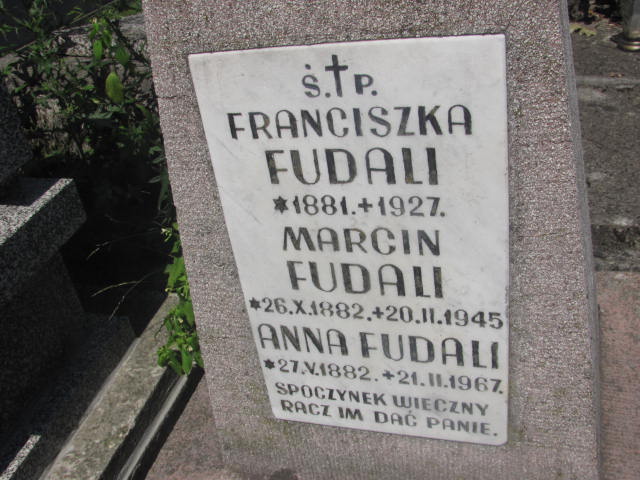 Ś.†P.
FRANCISZKA
FUDALI
*1881.+1927.
MARCIN
FUDALI
*26.X.1882.+20.II.1945
ANNA FUDALI
*27.V.1882.+21.II.1967.
SPOCZYNEK WIECZNY
RACZ IM DAĆ PANIE.